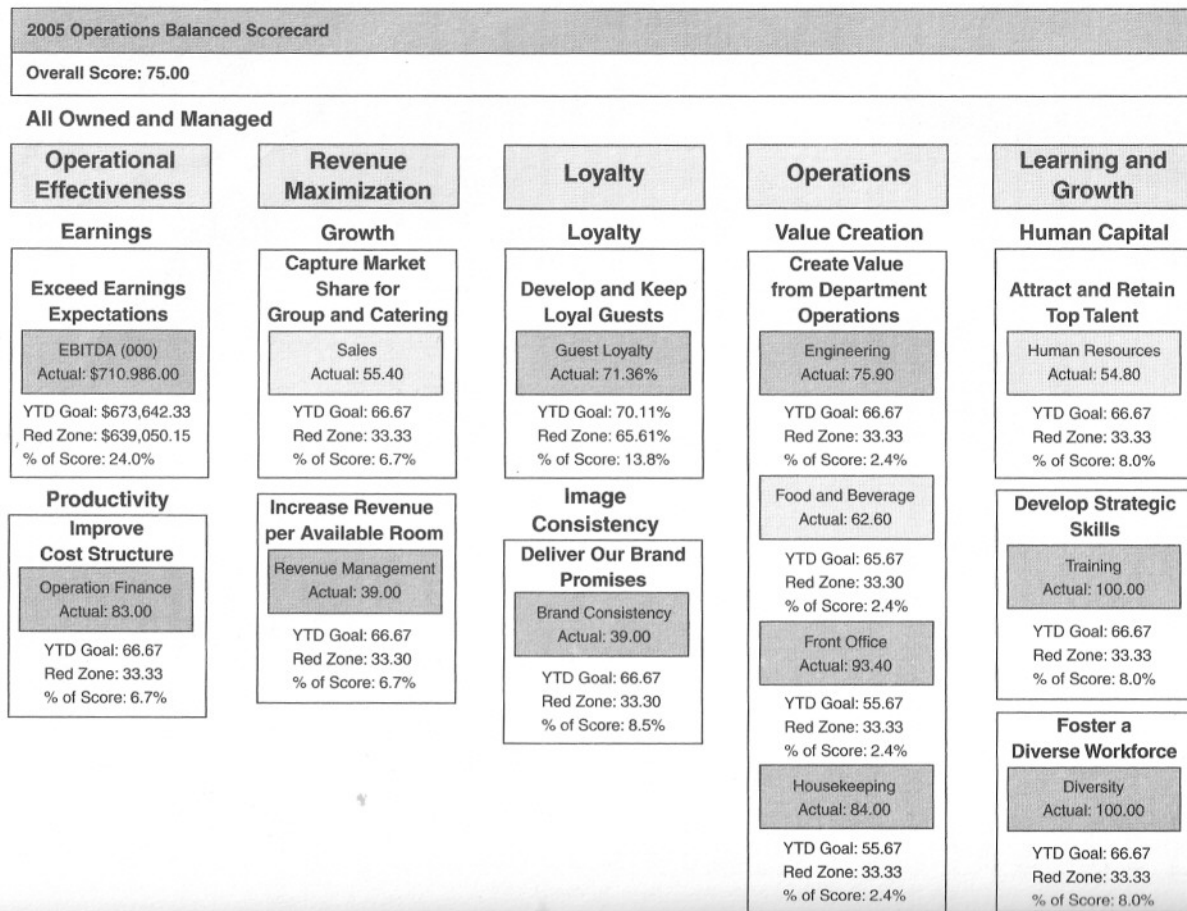 2005 Operations Balanced Scorecard
Overall Score: 75.00
All Owned and Managed
Operational
Effectiveness
Earnings
Exceed Earnings
Expectations
EBITDA (000)
Actual: $710.986.00
YTD Goal: $673,642.33
Red Zone: $639,050.15
% of Score: 24.0%
Productivity
Improve
Cost Structure
Operation Finance
Actual: 83.00
YTD Goal: 66.67
Red Zone: 33.33
% of Score: 6.7%
Revenue
Maximization
Growth
Capture Market
Share for
Group and Catering
Sales
Actual: 55.40
YTD Goal: 66.67
Red Zone: 33.33
% of Score: 6.7%
Increase Revenue
per Available Room
Revenue Management
Actual: 39.00
YTD Goal: 66.67
Red Zone: 33.30
% of Score: 6.7%
Loyalty
Loyalty
Develop and Keep
Loyal Guests
Guest Loyalty
Actual: 71.36%
YTD Goal: 70.11%
Red Zone: 65.61%
% of Score: 13.8%
Image
Consistency
Deliver Our Brand
Promises
Brand Consistency
Actual: 39.00
YTD Goal: 66.67
Red Zone: 33.30
% of Score: 8.5%
Operations
Value Creation
Create Value
from Department
Operations
Engineering
Actual: 75.90
YTD Goal: 66.67
Red Zone: 33.33
% of Score: 2.4%
Food and Beverage
Actual: 62.60
YTD Goal: 65.67
Red Zone: 33.30
% of Score: 2.4%
Front Office
Actual: 93.40
YTD Goal: 55.67
Red Zone: 33.33
% of Score: 2.4%
Housekeeping
Actual: 84.00
YTD Goal: 55.67
Red Zone: 33.33
% of Score: 2.4%
Learning and
Growth
Human Capital
Attract and Retain
Top Talent
Human Resources
Actual: 54.80
YTD Goal: 66.67
Red Zone: 33.33
% of Score: 8.0%
Develop Strategic
Skills
Training
Actual: 100.00
YTD Goal: 66.67
Red Zone: 33.33
% of Score: 8.0%
Foster a
Diverse Workforce
Diversity
Actual: 100.00
YTD Goal: 66.67
Red Zone: 33.33
% of Score: 8.0%